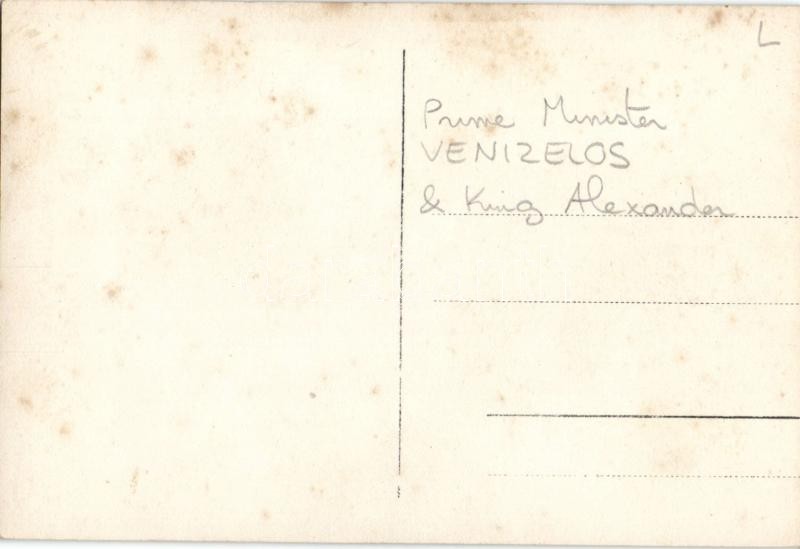 L
Prime Minister
VENIZELOS
& King Alexander